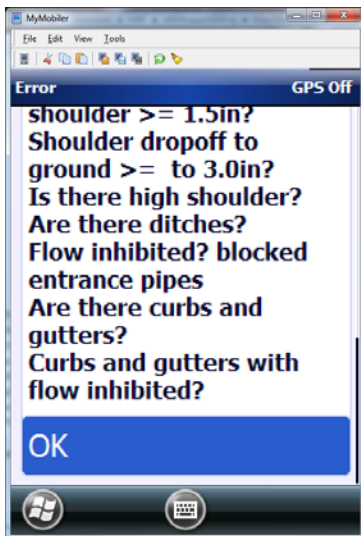 MyMobiler
File Edit View Tools
Error GPS Off
shoulder >= 1.5in?
Shoulder dropoff to
ground >= to 3.0in?
Is there high shoulder?
Are there ditches?
Flow inhibited? blocked
entrance pipes
Are there curbs and
gutters?
Curbs and gutters with
flow inhibited?
OK